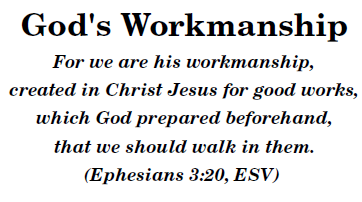 God's Workmanship
For we are his workmanship,
created in Christ Jesus for good works,
which God prepared beforehand,
that we should walk in them.
(Ephesians 3:20, ESV)